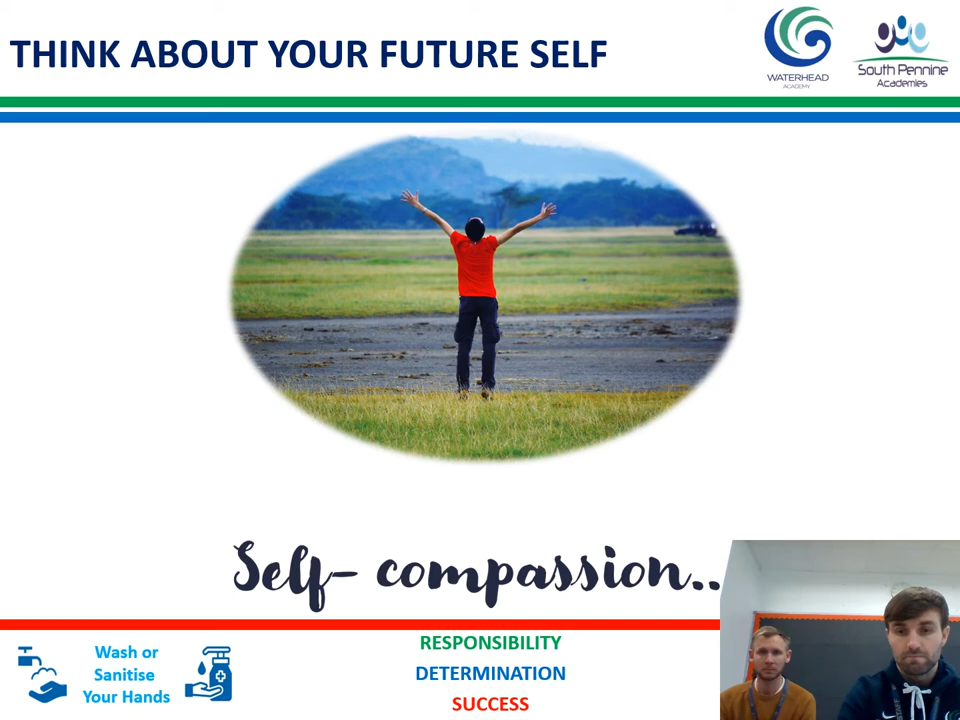 THINK ABOUT YOUR FUTURE SELF
WATERHEAD
ACADEMY
South Pennine
Academies
Self- compassion..
Wash or
Sanitise
Your Hands
RESPONSIBILITY
DETERMINATION
SUCCESS